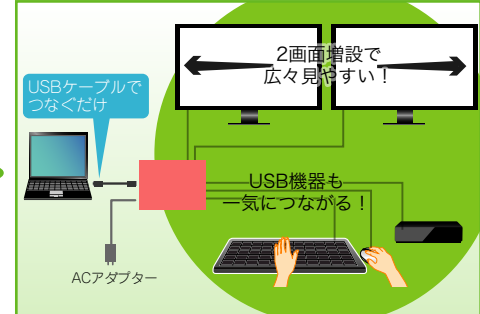 2画面増設で
広々見やすい！
USBケーブルで
つなぐだけ
USB機器も
一気につながる！
ACアダプター